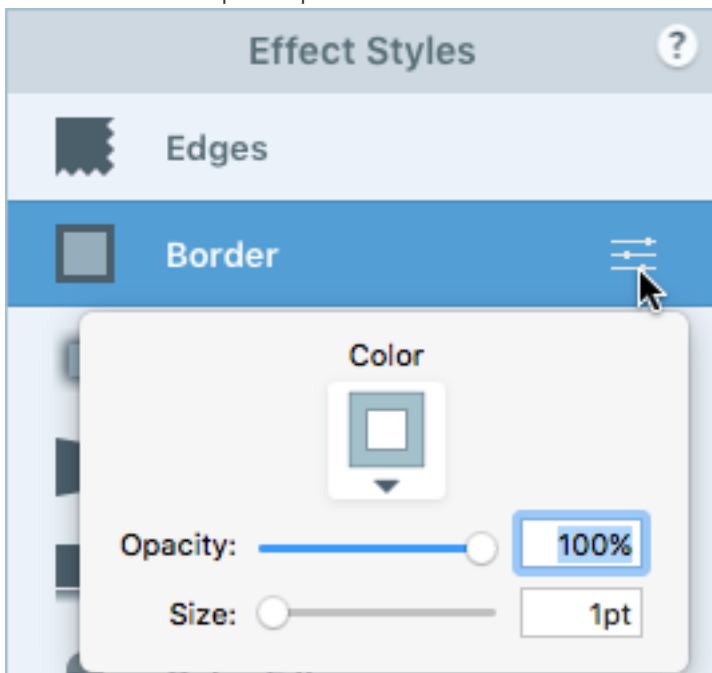 Effect Styles ?
Edges
Border
Color
Opacity: 100%
Size: 1pt